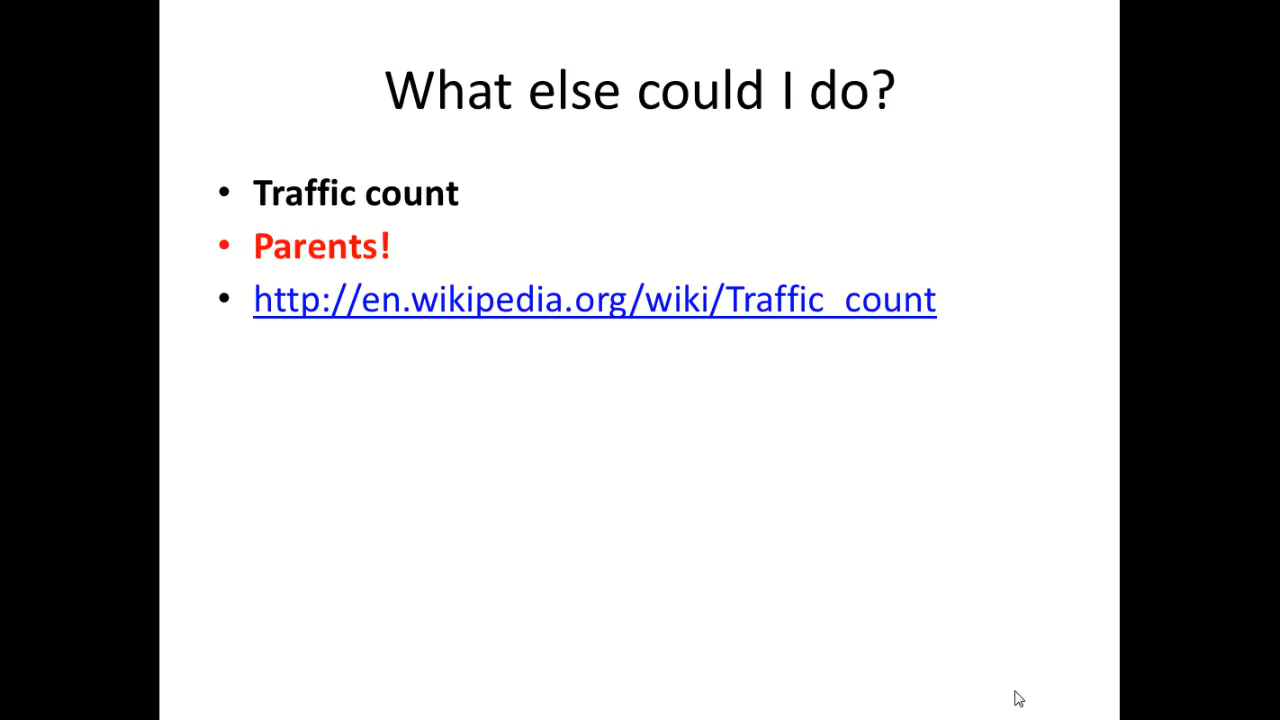 What else could I do?
• Traffic count
• Parents!
• http://en.wikipedia.org/wiki/Traffic_count